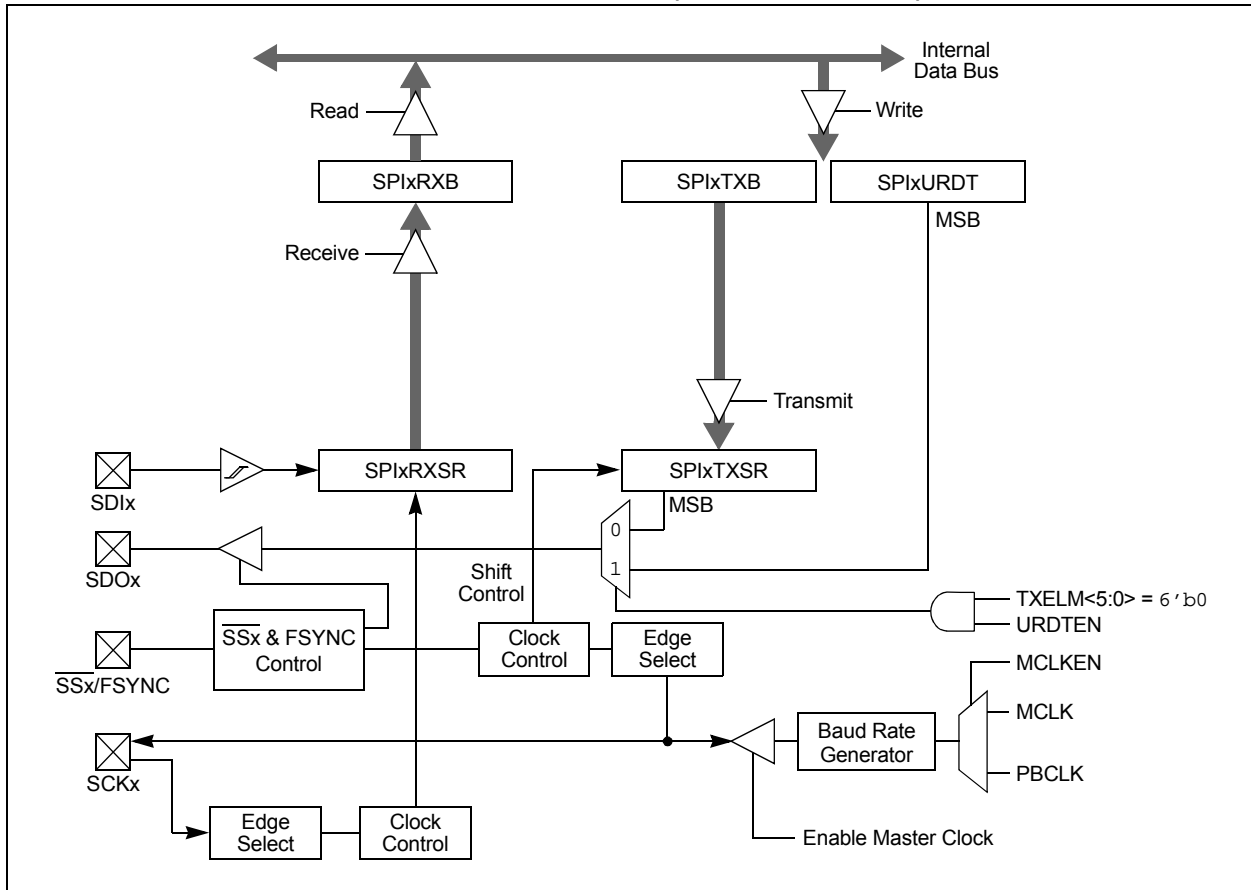 Internal
Data Bus
Read
Write
SPIxRXB
SPIxTXB
SPIxURDT
MSB
Receive
Transmit
SDIx
SPIxRXSR
SPIxTXSR
MSB
0
1
SDOx
Shift
Control
TXELM<5:0> = 6'b0
URDTEN
SSx & FSYNC
Control
Clock
Control
Edge
Select
SSx/FSYNC
MCLKEN
MCLK
Baud Rate
Generator
PBCLK
SCKx
Edge
Select
Clock
Control
Enable Master Clock